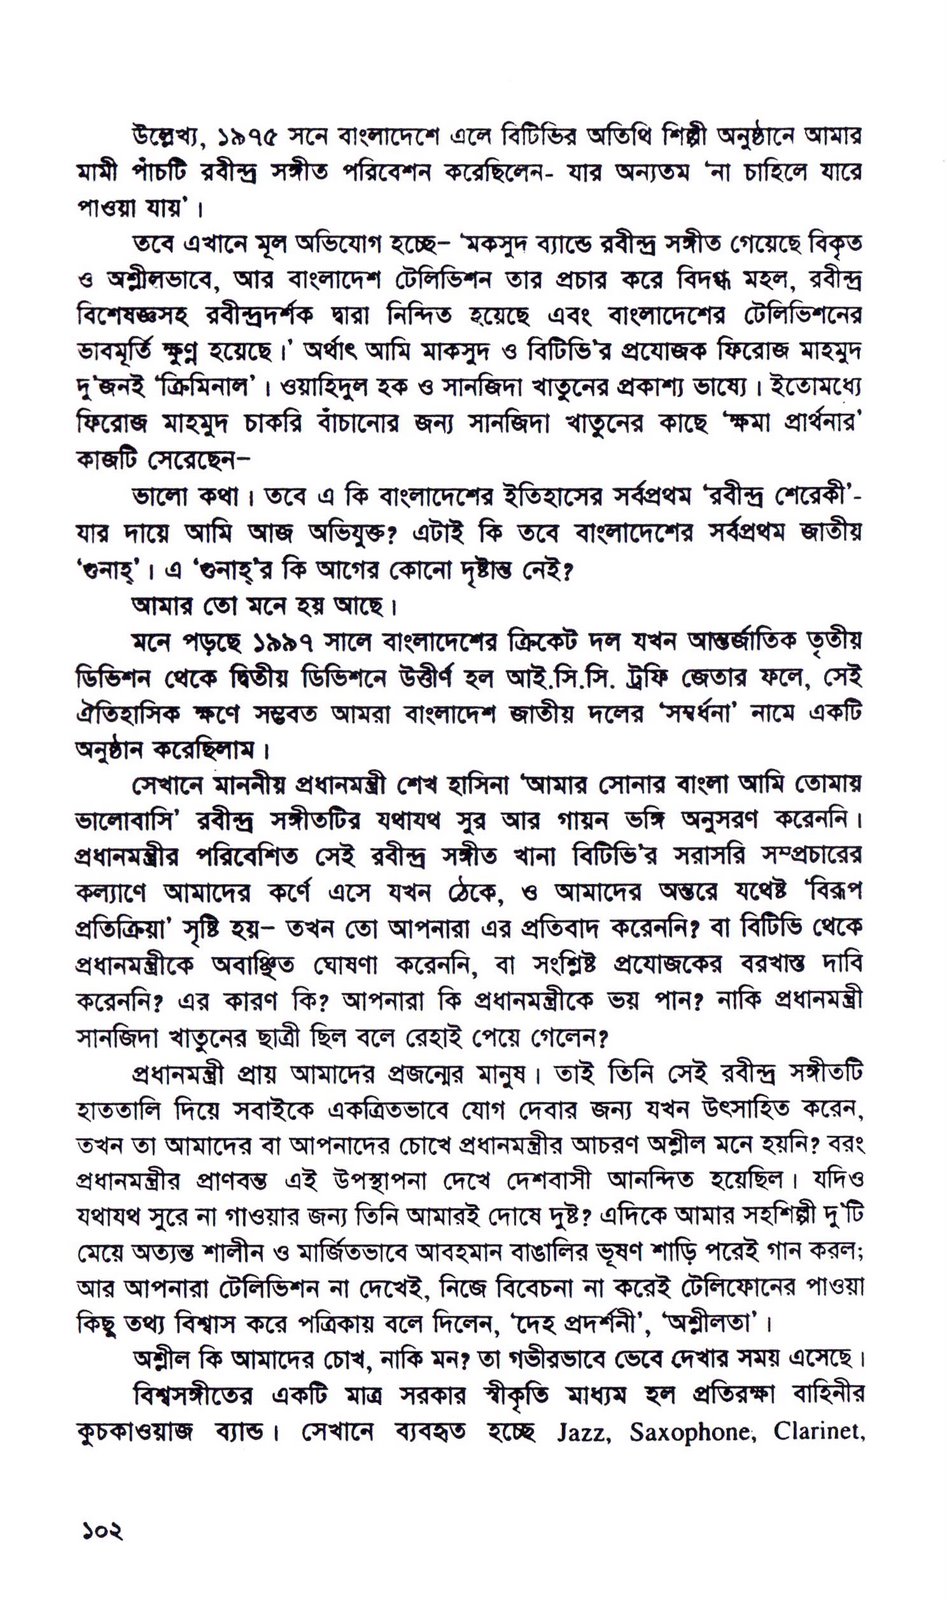 উল্লেখ্য, ১৯৭৫ সনে বাংলাদেশে এলে বিটিভির অতিথি শিল্পী অনুষ্ঠানে আমার
মামী পাঁচটি রবীন্দ্র সঙ্গীত পরিবেশন করেছিলেন- যার অন্যতম ‘না চাহিলে যারে
পাওয়া যায়’।
তবে এখানে মূল অভিযোগ হচ্ছে– ‘মকসুদ ব্যান্ডে রবীন্দ্র সঙ্গীত গেয়েছে বিকৃত
ও অশ্লীলভাবে, আর বাংলাদেশ টেলিভিশন তার প্রচার করে বিদগ্ধ মহল, রবীন্দ্র
বিশেষজ্ঞসহ রবীন্দ্রদর্শক দ্বারা নিন্দিত হয়েছে এবং বাংলাদেশের টেলিভিশনের
ভাবমূর্তি ক্ষুণ্ন হয়েছে।’ অর্থাৎ আমি মাকসুদ ও বিটিভি’র প্রযোজক ফিরোজ মাহমুদ
দু’জনই ‘ক্রিমিনাল’। ওয়াহিদুল হক ও সানজিদা খাতুনের প্রকাশ্য ভাষ্যে। ইতোমধ্যে
ফিরোজ মাহমুদ চাকরি বাঁচানোর জন্য সানজিদা খাতুনের কাছে ‘ক্ষমা প্রার্থনার’
কাজটি সেরেছেন–
ভালো কথা। তবে এ কি বাংলাদেশের ইতিহাসের সর্বপ্রথম ‘রবীন্দ্র শেরেকী’-
যার দায়ে আমি আজ অভিযুক্ত? এটাই কি তবে বাংলাদেশের সর্বপ্রথম জাতীয়
‘গুনাহ্’। এ ‘গুনাহ্’র কি আগের কোনো দৃষ্টান্ত নেই?
আমার তো মনে হয় আছে।
মনে পড়ছে ১৯৯৭ সালে বাংলাদেশের ক্রিকেট দল যখন আন্তর্জাতিক তৃতীয়
ডিভিশন থেকে দ্বিতীয় ডিভিশনে উত্তীর্ণ হল আই.সি.সি. ট্রফি জেতার ফলে, সেই
ঐতিহাসিক ক্ষণে সম্ভবত আমরা বাংলাদেশ জাতীয় দলের ‘সম্বর্ধনা’ নামে একটি
অনুষ্ঠান করেছিলাম।
সেখানে মাননীয় প্রধানমন্ত্রী শেখ হাসিনা ‘আমার সোনার বাংলা আমি তোমায়
ভালোবাসি’ রবীন্দ্র সঙ্গীতটির যথাযথ সুর আর গায়ন ভঙ্গি অনুসরণ করেননি।
প্রধানমন্ত্রীর পরিবেশিত সেই রবীন্দ্র সঙ্গীত খানা বিটিভি’র সরাসরি সম্প্রচারের
কল্যাণে আমাদের কর্ণে এসে যখন ঠেকে, ও আমাদের অন্তরে যথেষ্ট ‘বিরূপ
প্রতিক্রিয়া’ সৃষ্টি হয়– তখন তো আপনারা এর প্রতিবাদ করেননি? বা বিটিভি থেকে
প্রধানমন্ত্রীকে অবাঞ্ছিত ঘোষণা করেননি, বা সংশ্লিষ্ট প্রযোজকের বরখাস্ত দাবি
করেননি? এর কারণ কি? আপনারা কি প্রধানমন্ত্রীকে ভয় পান? নাকি প্রধানমন্ত্রী
সানজিদা খাতুনের ছাত্রী ছিল বলে রেহাই পেয়ে গেলেন?
প্রধানমন্ত্রী প্রায় আমাদের প্রজন্মের মানুষ। তাই তিনি সেই রবীন্দ্র সঙ্গীতটি
হাততালি দিয়ে সবাইকে একত্রিতভাবে যোগ দেবার জন্য যখন উৎসাহিত করেন,
তখন তা আমাদের বা আপনাদের চোখে প্রধানমন্ত্রীর আচরণ অশ্লীল মনে হয়নি? বরং
প্রধানমন্ত্রীর প্রাণবন্ত এই উপস্থাপনা দেখে দেশবাসী আনন্দিত হয়েছিল। যদিও
যথাযথ সুরে না গাওয়ার জন্য তিনি আমারই দোষে দুষ্ট? এদিকে আমার সহশিল্পী দু’টি
মেয়ে অত্যন্ত শালীন ও মার্জিতভাবে আবহমান বাঙালির ভূষণ শাড়ি পরেই গান করল;
আর আপনারা টেলিভিশন না দেখেই, নিজে বিবেচনা না করেই টেলিফোনের পাওয়া
কিছু তথ্য বিশ্বাস করে পত্রিকায় বলে দিলেন, ‘দেহ প্রদর্শনী’, ‘অশ্লীলতা’।
অশ্লীল কি আমাদের চোখ, নাকি মন? তা গভীরভাবে ভেবে দেখার সময় এসেছে।
বিশ্বসঙ্গীতের একটি মাত্র সরকার স্বীকৃতি মাধ্যম হল প্রতিরক্ষা বাহিনীর
কুচকাওয়াজ ব্যান্ড। সেখানে ব্যবহৃত হচ্ছে Jazz, Saxophone, Clarinet,
১০২